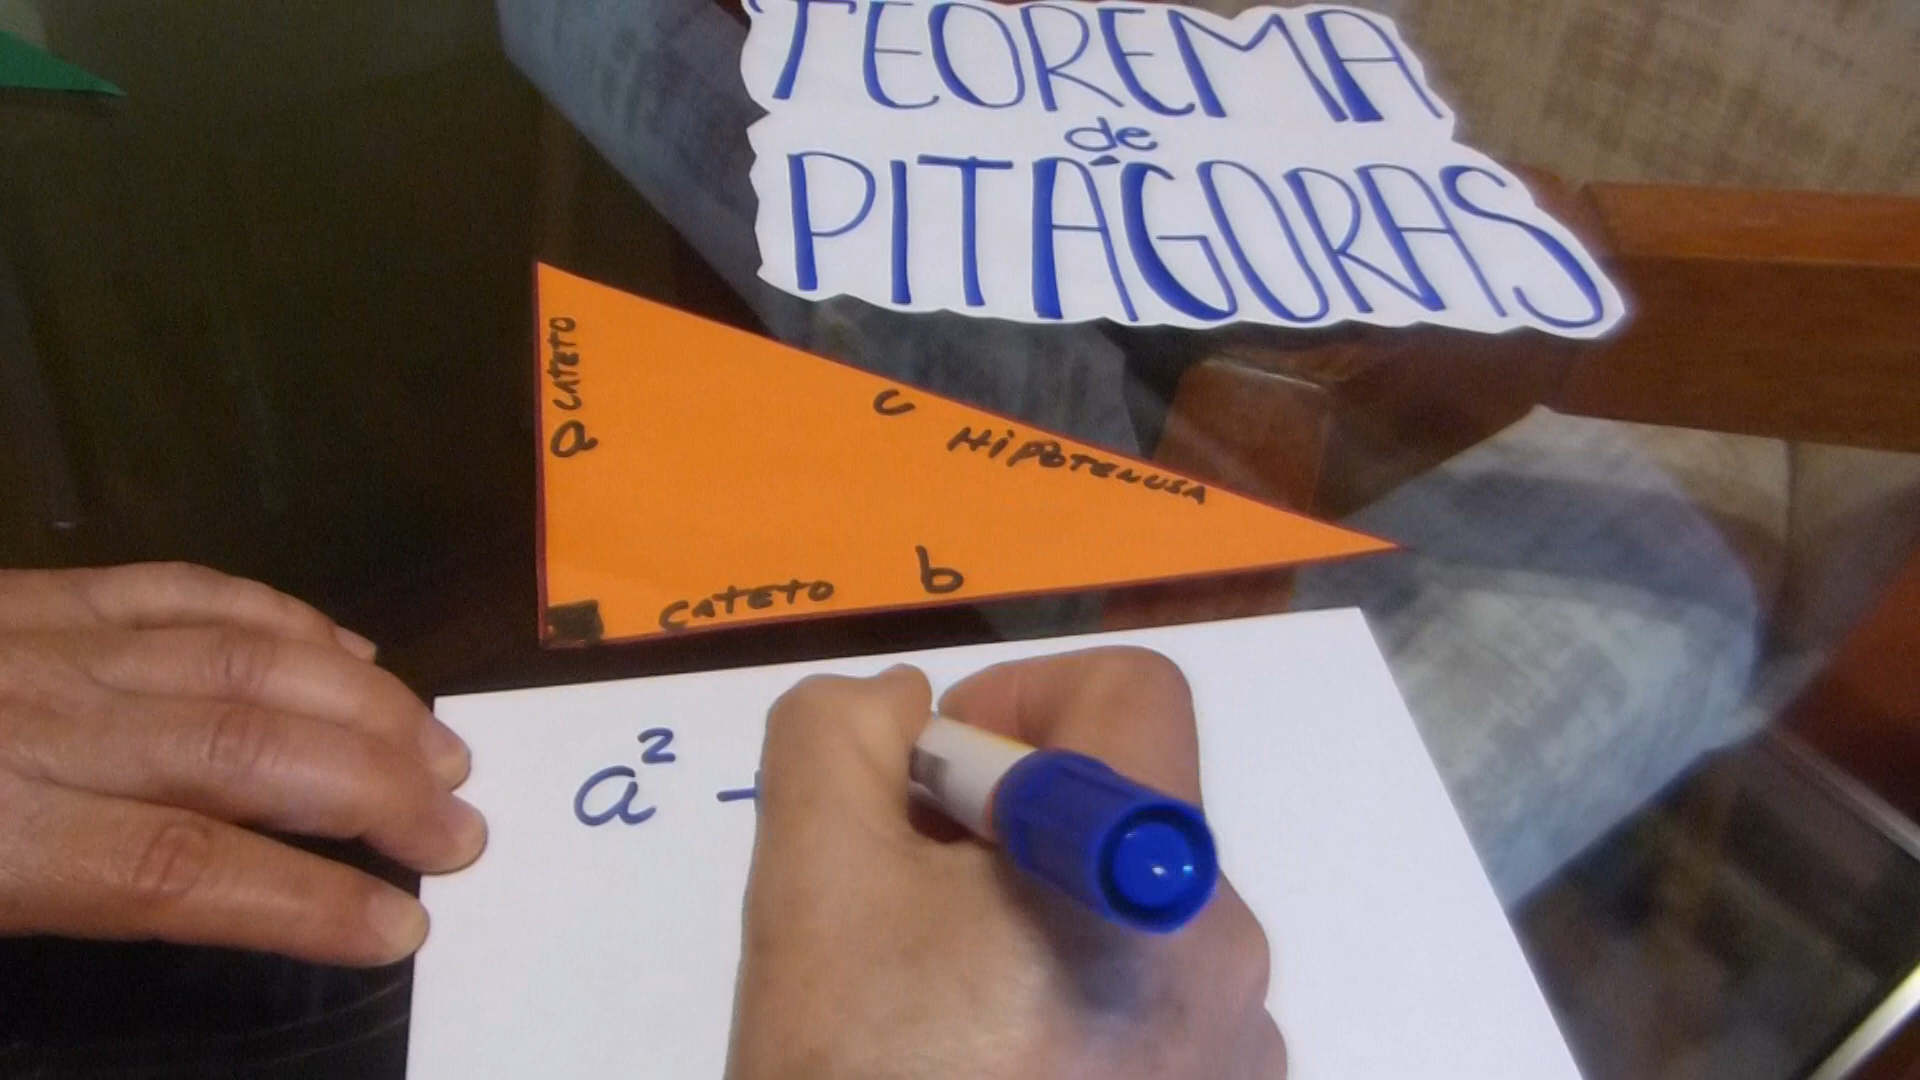 TEOREMA
de
PITÁGORAS
a CATETO
c HIPOTENUSA
CATETO b
a²